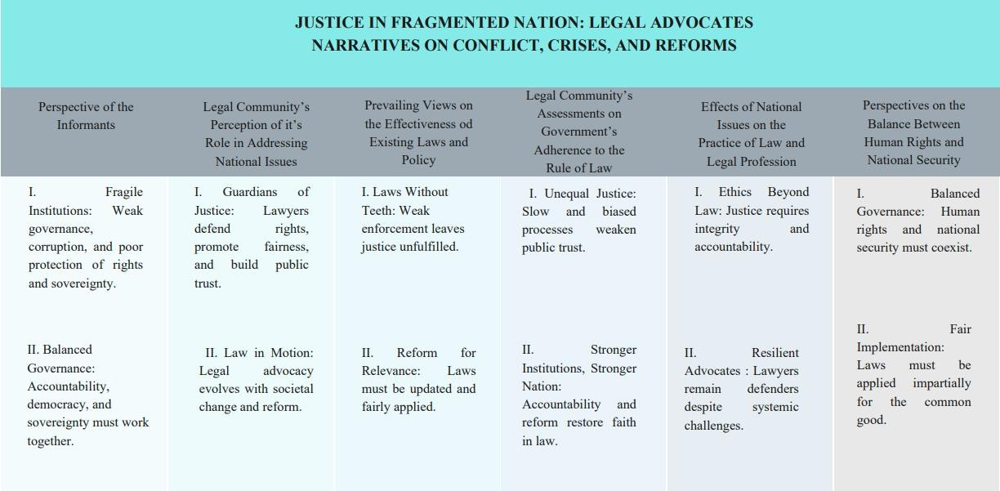 JUSTICE IN FRAGMENTED NATION: LEGAL ADVOCATES
NARRATIVES ON CONFLICT, CRISES, AND REFORMS
Perspective of the
Informants
Legal Community’s
Perception of it’s
Role in Addressing
National Issues
Prevailing Views on
the Effectiveness od
Existing Laws and
Policy
Legal Community’s
Assessments on
Government’s
Adherence to the
Rule of Law
Effects of National
Issues on the
Practice of Law and
Legal Profession
Perspectives on the
Balance Between
Human Rights and
National Security
I. Fragile
Institutions: Weak
governance,
corruption, and poor
protection of rights
and sovereignty.
I. Guardians of
Justice: Lawyers
defend rights,
promote fairness,
and build public
trust.
I. Laws Without
Teeth: Weak
enforcement leaves
justice unfulfilled.
I. Unequal Justice:
Slow and biased
processes weaken
public trust.
I. Ethics Beyond
Law: Justice requires
integrity and
accountability.
I. Balanced
Governance: Human
rights and national
security must coexist.
II. Balanced
Governance:
Accountability,
democracy, and
sovereignty must work
together.
II. Law in Motion:
Legal advocacy
evolves with societal
change and reform.
II. Reform for
Relevance: Laws
must be updated and
fairly applied.
II. Stronger
Institutions, Stronger
Nation:
Accountability and
reform restore faith
in law.
II. Resilient
Advocates : Lawyers
remain defenders
despite systemic
challenges.
II. Fair
Implementation:
Laws must be
applied impartially
for the common
good.